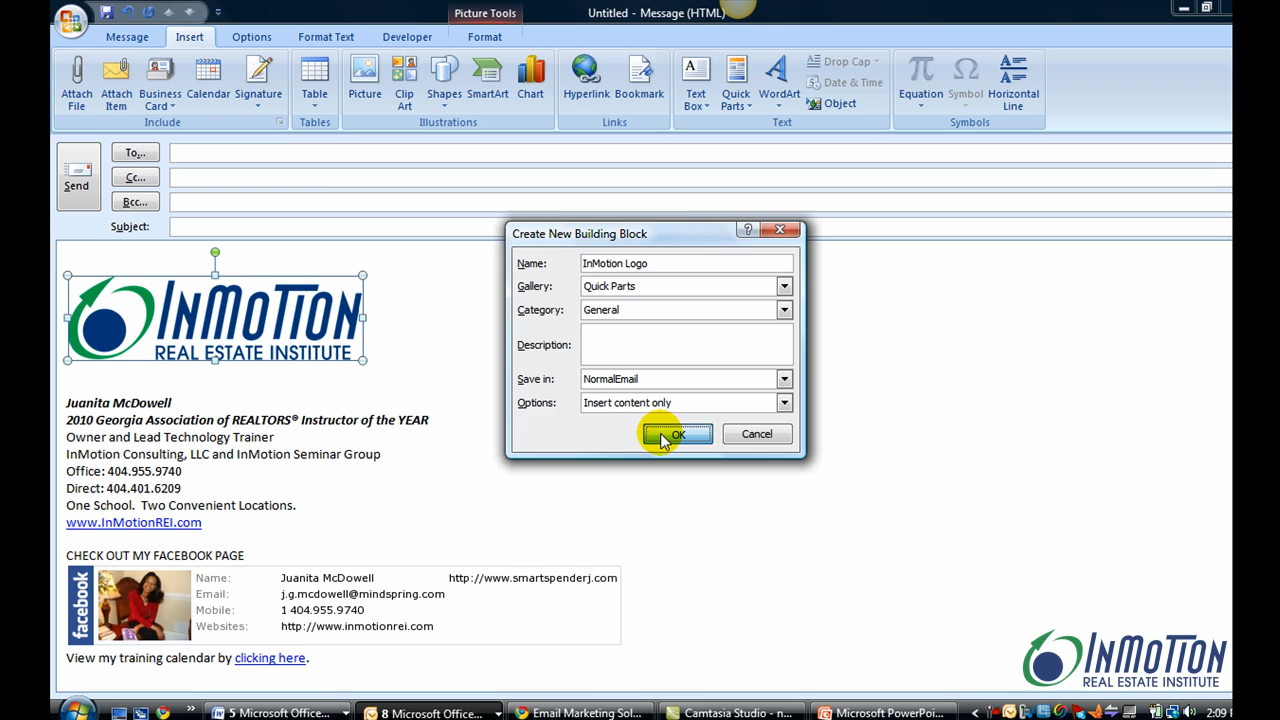 Picture Tools
Untitled - Message (HTML)
Message Insert Options Format Text Developer Format
Attach File
Attach Item
Business Card
Calendar
Signature
Table
Picture
Clip Art
Shapes
SmartArt
Chart
Hyperlink
Bookmark
Text Box
Quick Parts
WordArt
Drop Cap
Date & Time
Object
Equation
Symbol
Horizontal Line
Include Tables Illustrations Links Text Symbols
Send
To...
Cc...
Bcc...
Subject:
Create New Building Block
Name: InMotion Logo
Gallery: Quick Parts
Category: General
Description:
Save in: NormalEmail
Options: Insert content only
OK Cancel
INMOTION
REAL ESTATE INSTITUTE
Juanita McDowell
2010 Georgia Association of REALTORS® Instructor of the YEAR
Owner and Lead Technology Trainer
InMotion Consulting, LLC and InMotion Seminar Group
Office: 404.955.9740
Direct: 404.401.6209
One School. Two Convenient Locations.
www.InMotionREI.com
CHECK OUT MY FACEBOOK PAGE
facebook
Name: Juanita McDowell http://www.smartspenderj.com
Email: j.g.mcdowell@mindspring.com
Mobile: 1 404.955.9740
Websites: http://www.inmotionrei.com
View my training calendar by clicking here.
INMOTION
REAL ESTATE INSTITUTE
5 Microsoft Office... 8 Microsoft Office... Email Marketing Sol... Camtasia Studio - n... Microsoft PowerPoi... 2:09 P